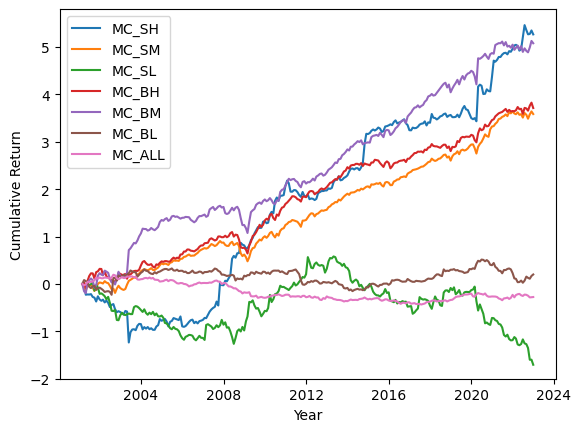 MC_SH
MC_SM
MC_SL
MC_BH
MC_BM
MC_BL
MC_ALL
Cumulative Return
5
4
3
2
1
0
−1
−2
2004
2008
2012
2016
2020
2024
Year